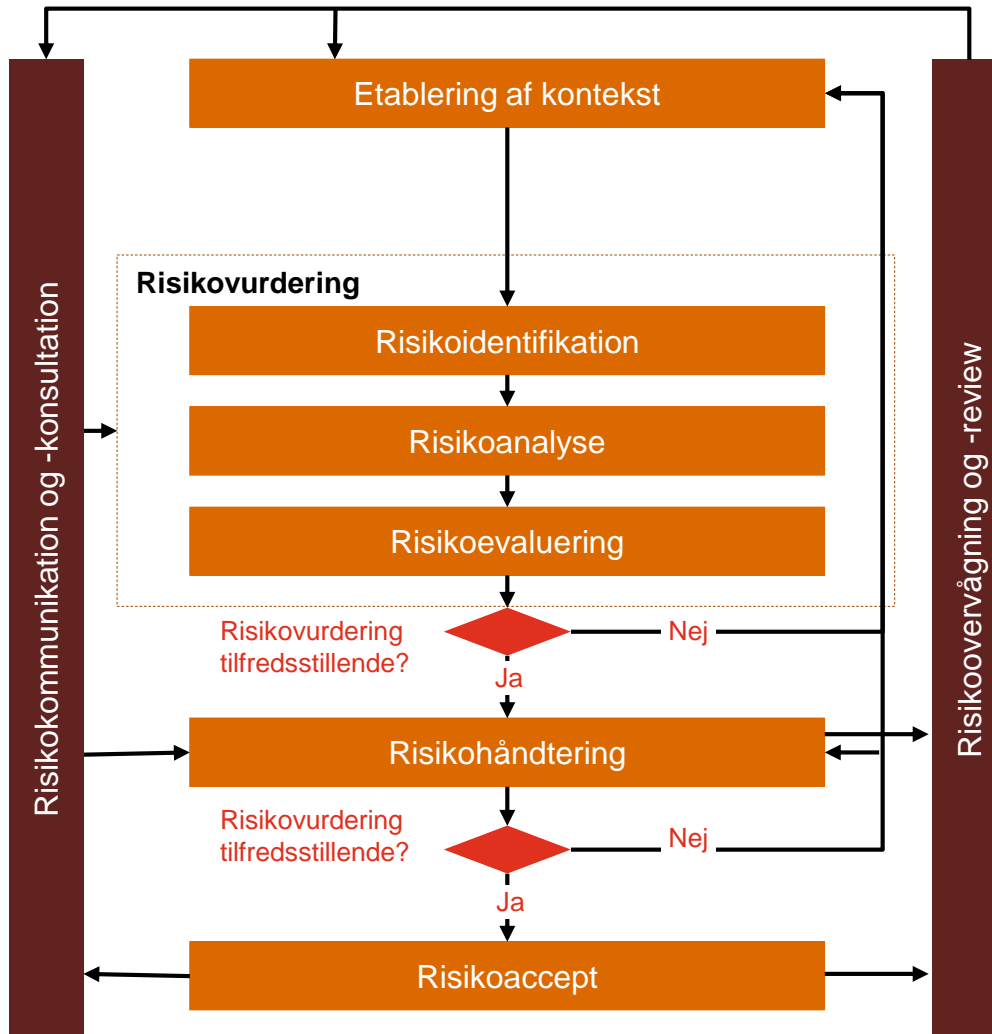 Etablering af kontekst
Risikovurdering
Risikoidentifikation
Risikoanalyse
Risikoevaluering
Risikovurdering
tilfredsstillende?
Nej
Ja
Risikohåndtering
Risikovurdering
tilfredsstillende?
Nej
Ja
Risikoaccept
Risikokommunikation og -konsultation
Risikoovervågning og -review